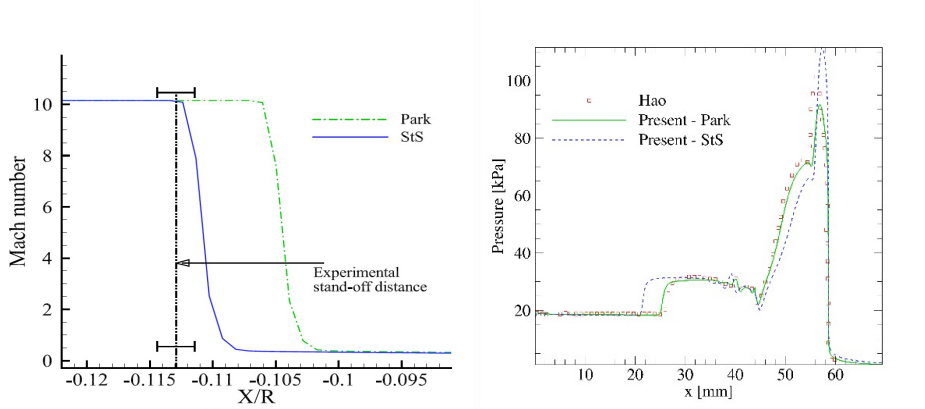 Mach number
10
8
6
4
2
0
Park
StS
Experimental
stand-off distance
-0.12 -0.115 -0.11 -0.105 -0.1 -0.095
X/R
Pressure [kPa]
100
80
60
40
20
Hao
Present - Park
Present - StS
10 20 30 40 50 60
x [mm]